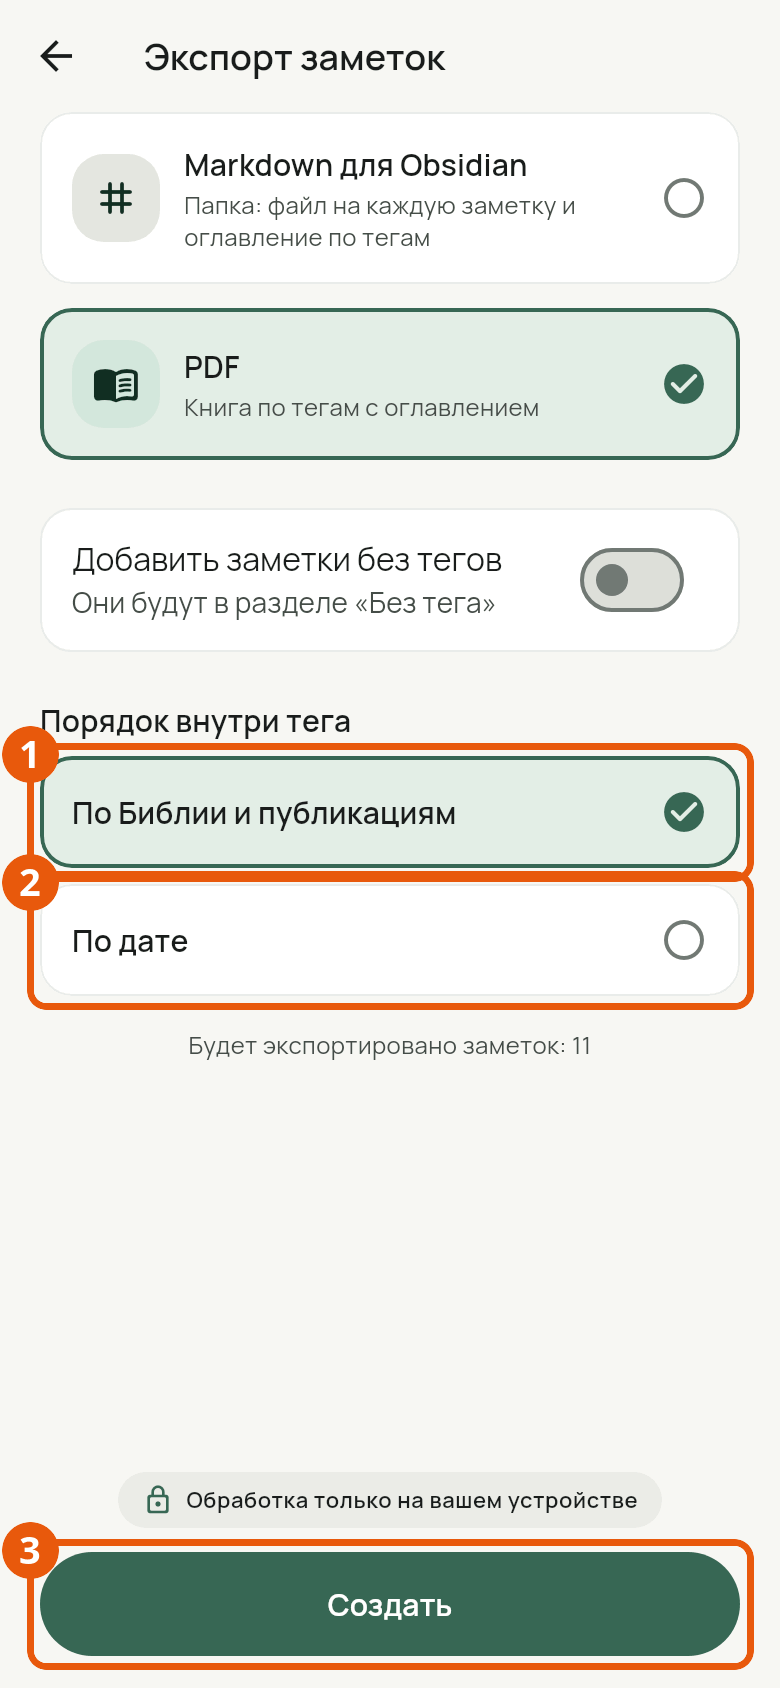 Экспорт заметок
Markdown для Obsidian
Папка: файл на каждую заметку и
оглавление по тегам
PDF
Книга по тегам с оглавлением
Добавить заметки без тегов
Они будут в разделе «Без тега»
Порядок внутри тега
1
По Библии и публикациям
2
По дате
Будет экспортировано заметок: 11
Обработка только на вашем устройстве
3
Создать